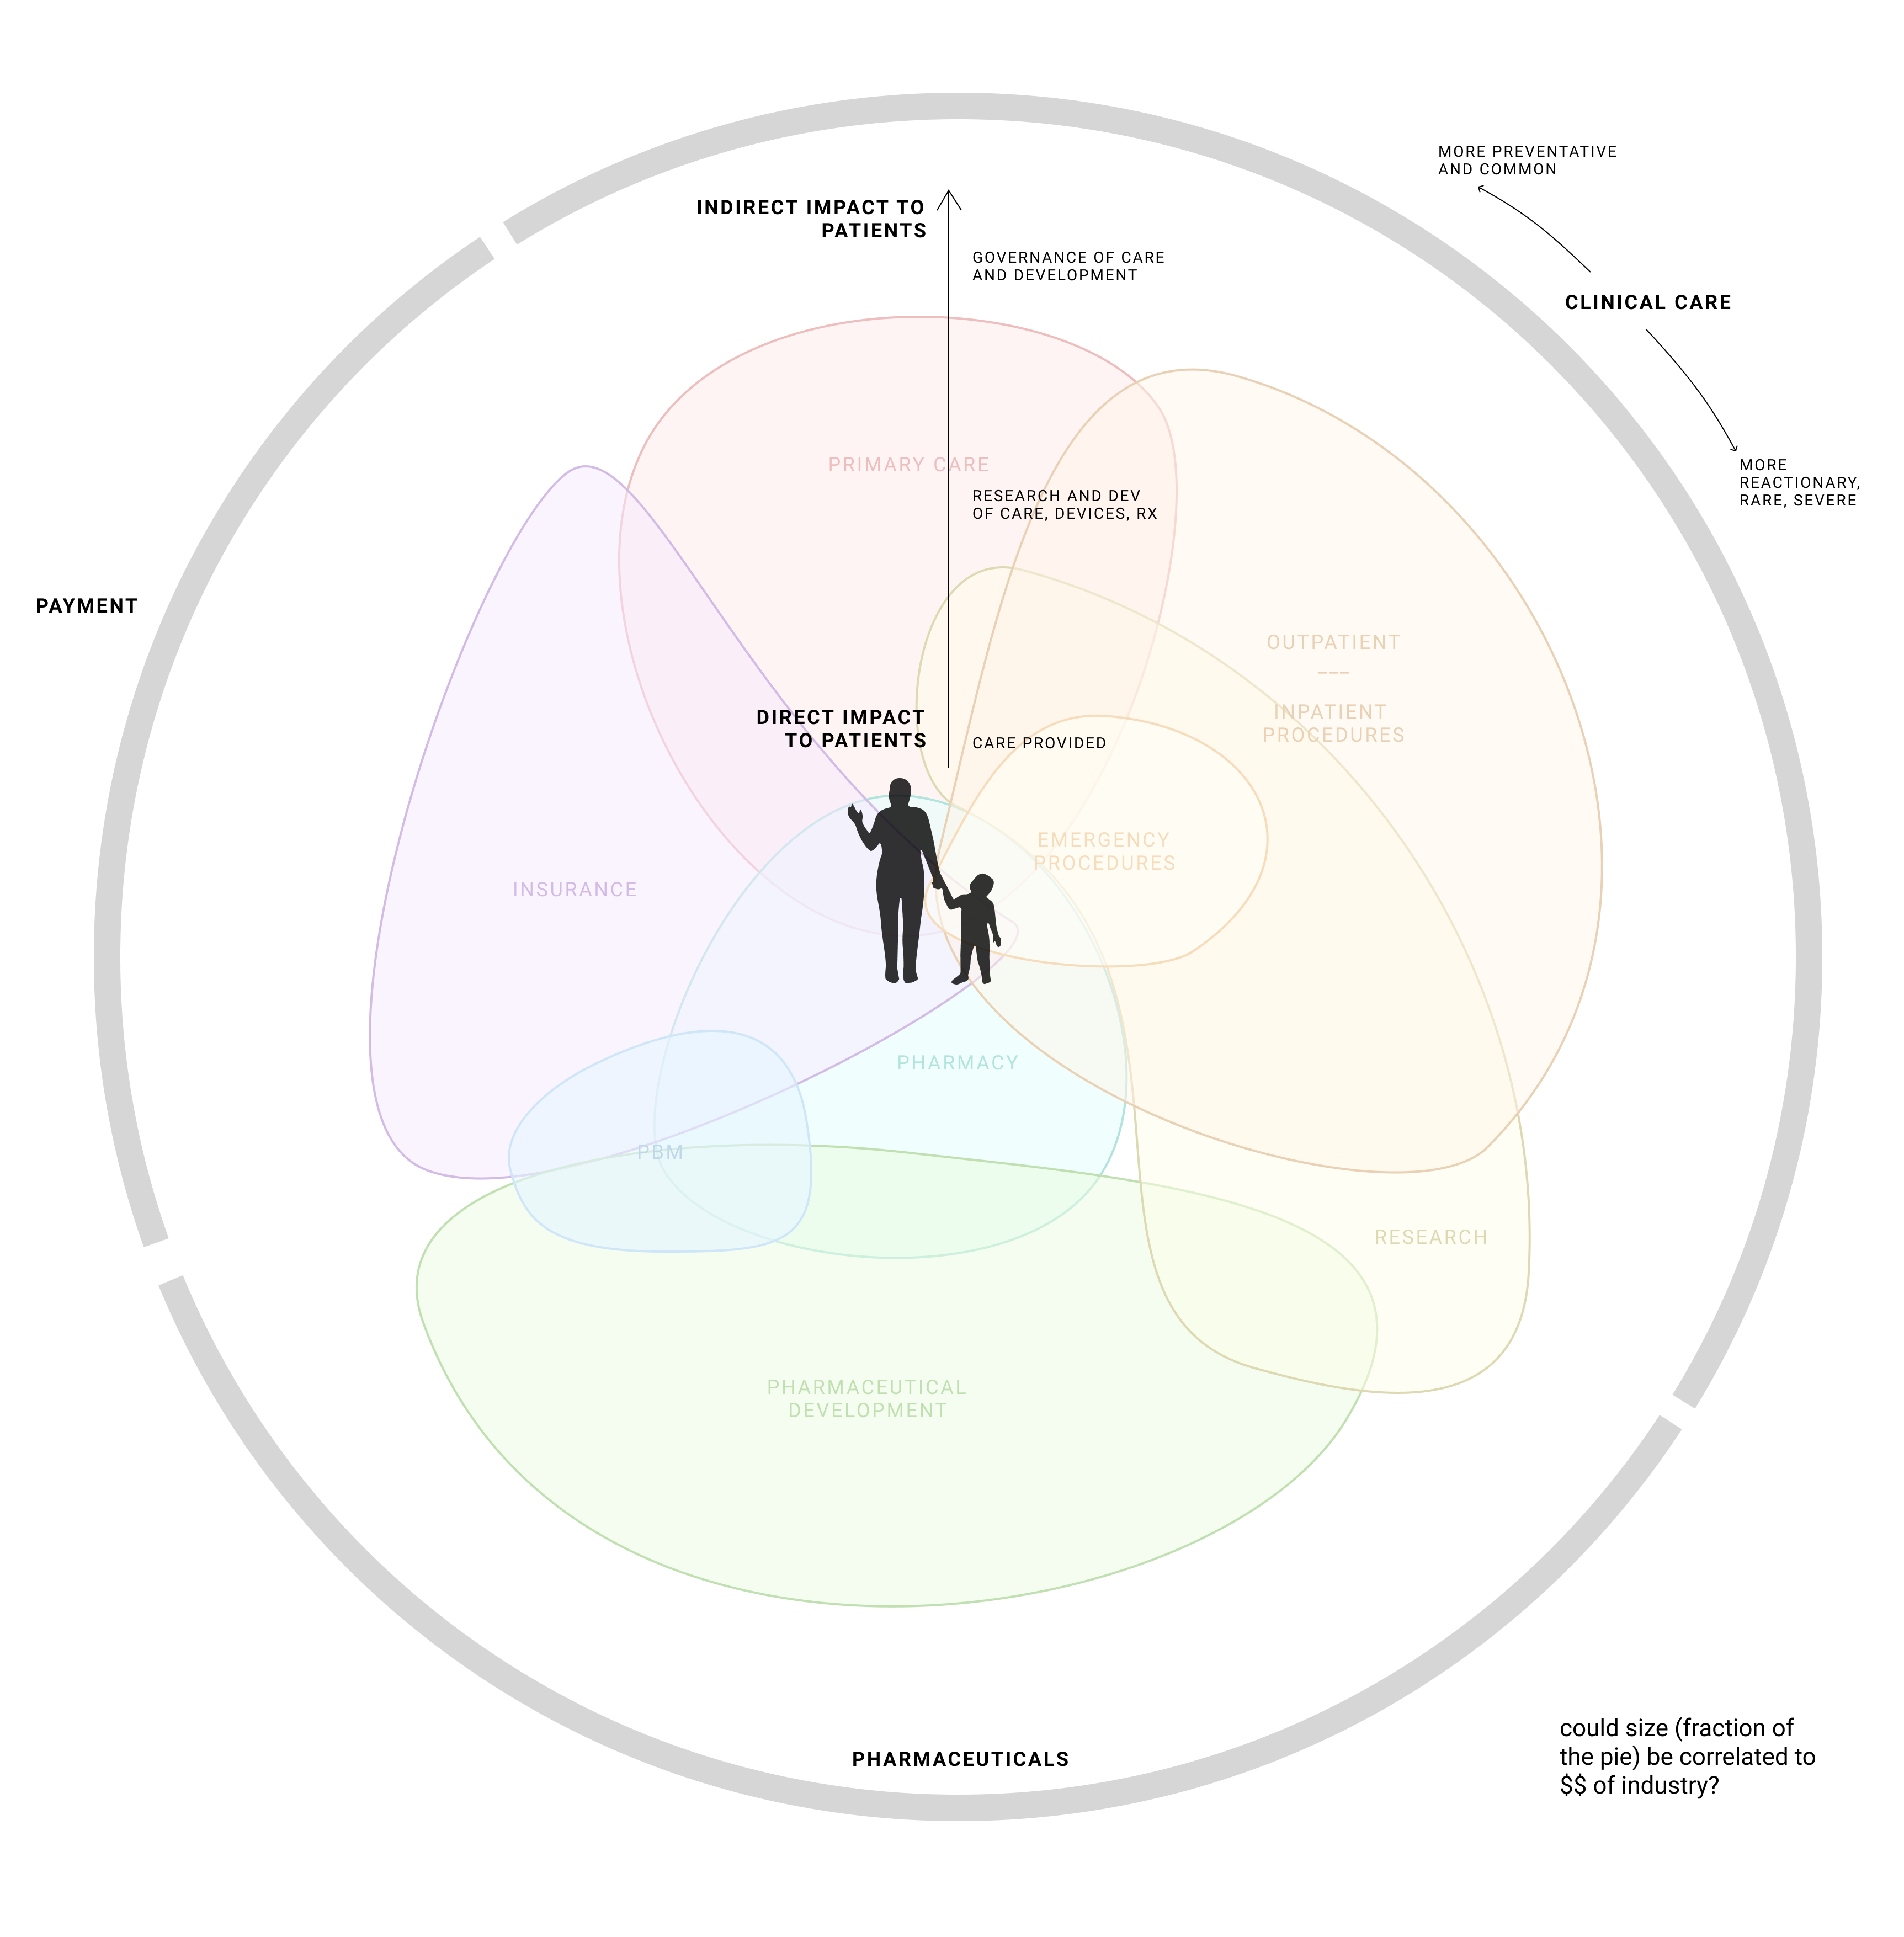 MORE PREVENTATIVE
AND COMMON
INDIRECT IMPACT TO
PATIENTS
GOVERNANCE OF CARE
AND DEVELOPMENT
CLINICAL CARE
PRIMARY CARE
MORE
REACTIONARY,
RARE, SEVERE
RESEARCH AND DEV
OF CARE, DEVICES, RX
PAYMENT
OUTPATIENT
---
INPATIENT
PROCEDURES
DIRECT IMPACT
TO PATIENTS
CARE PROVIDED
EMERGENCY
PROCEDURES
INSURANCE
PHARMACY
PBM
RESEARCH
PHARMACEUTICAL
DEVELOPMENT
PHARMACEUTICALS
could size (fraction of
the pie) be correlated to
$$ of industry?